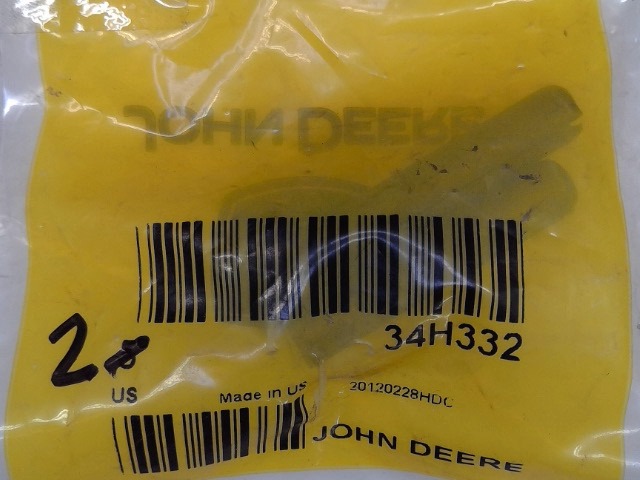 JOHN DEERE
34H332
2
US
Made in US
20120228HDC
JOHN DEERE